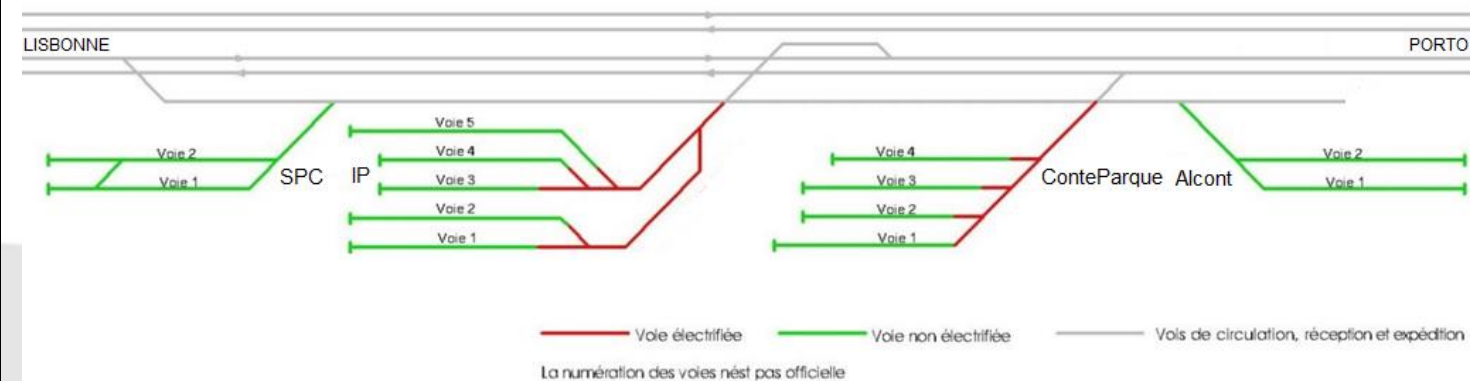 LISBONNE
PORTO
Voie 5
Voie 4
Voie 3
Voie 2
Voie 1
Voie 2
Voie 1
SPC
IP
Voie 4
Voie 3
Voie 2
Voie 1
ConteParque
Alcont
Voie 2
Voie 1
Voie électrifiée
Voie non électrifiée
Vois de circulation, réception et expédition
La numération des voies nést pas officielle